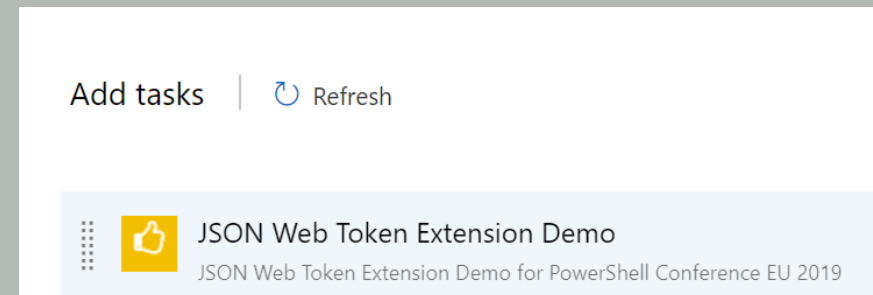 Add tasks
Refresh
JSON Web Token Extension Demo
JSON Web Token Extension Demo for PowerShell Conference EU 2019